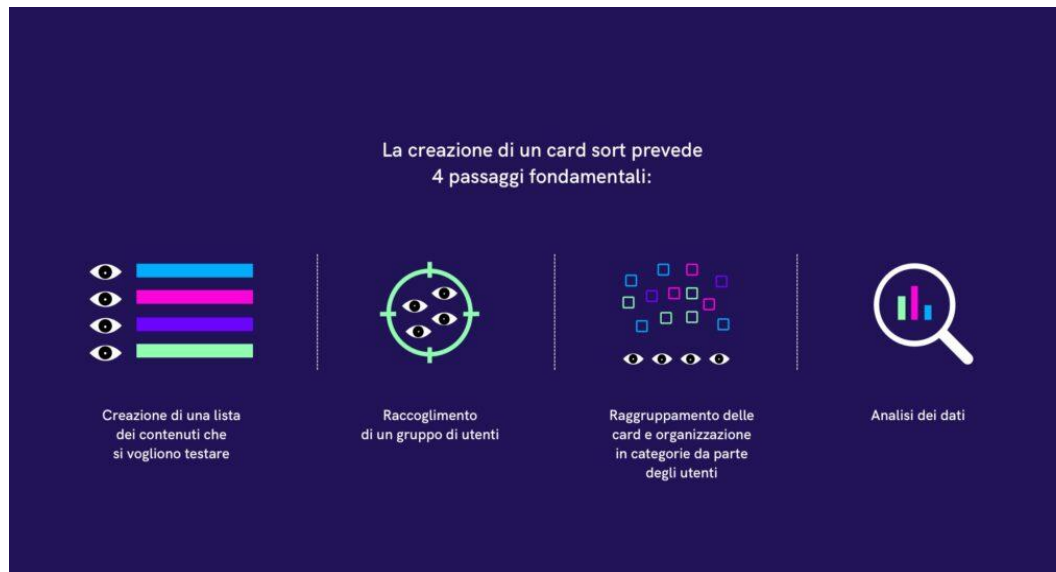 La creazione di un card sort prevede
4 passaggi fondamentali:
Creazione di una lista
dei contenuti che
si vogliono testare
Raccoglimento
di un gruppo di utenti
Raggruppamento delle
card e organizzazione
in categorie da parte
degli utenti
Analisi dei dati